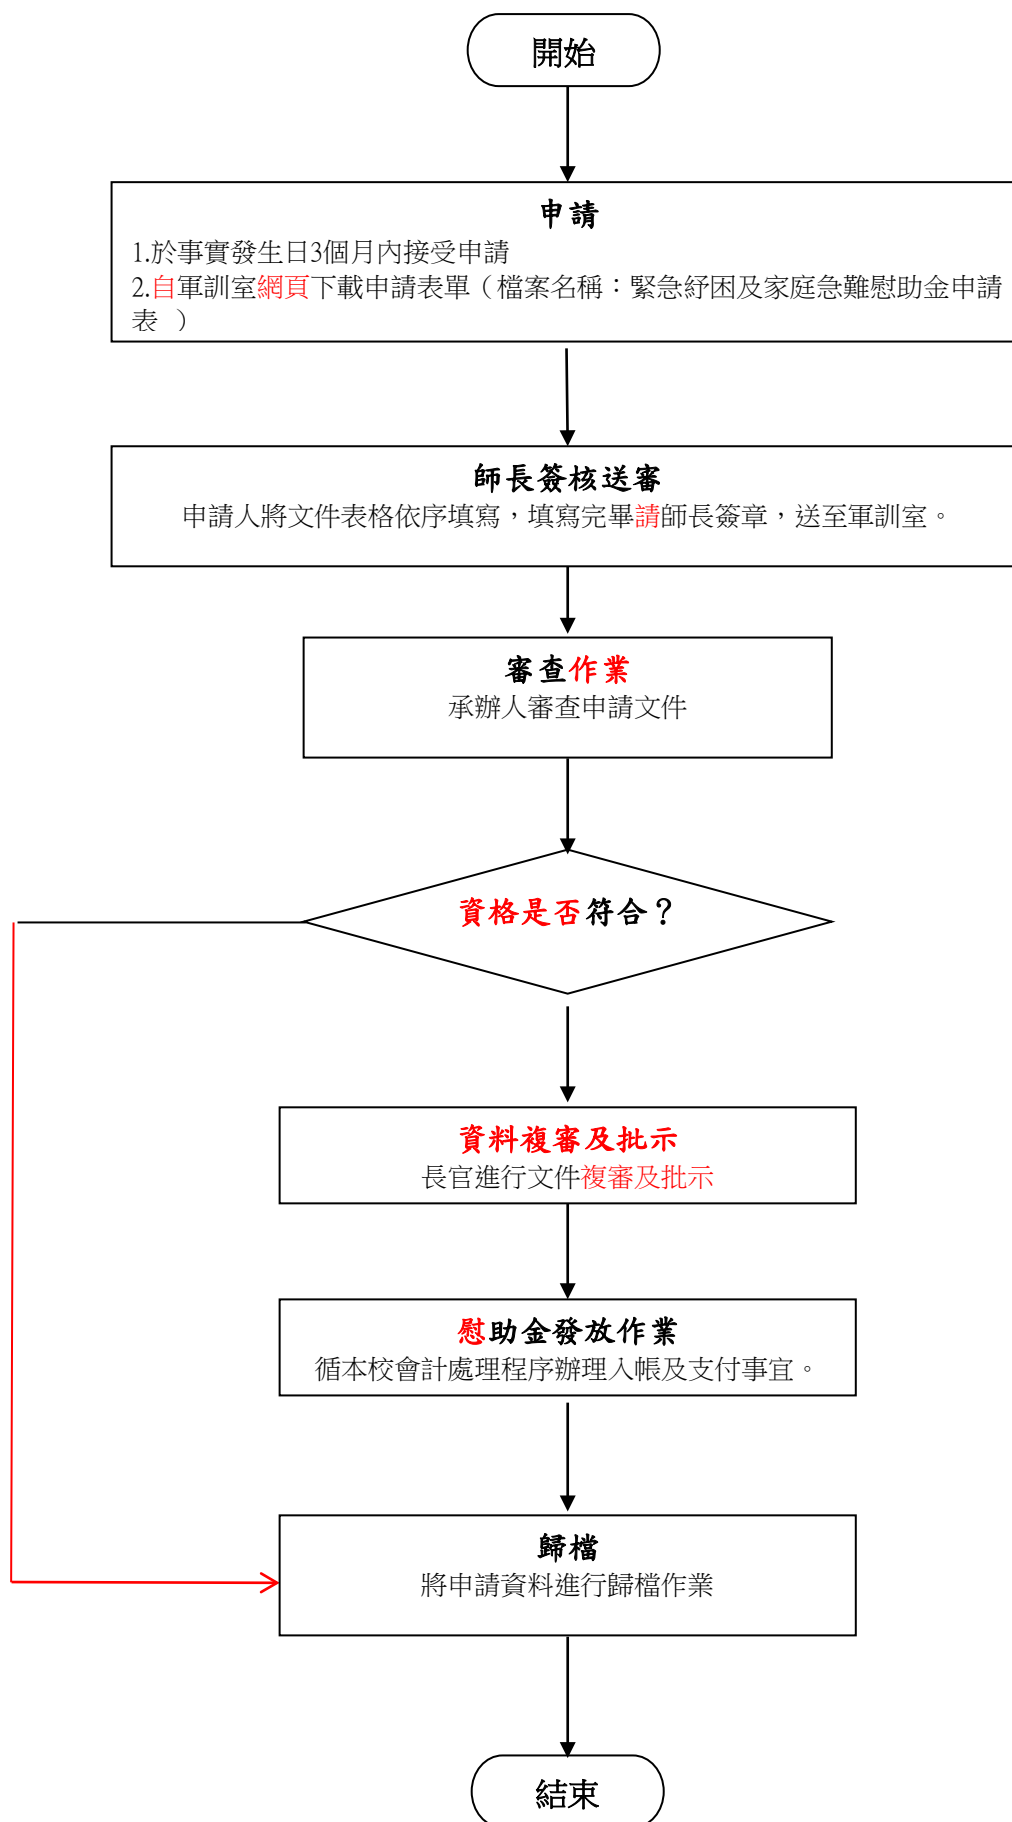 開始
申請
1.於事實發生日3個月內接受申請
2.自軍訓室網頁下載申請表單（檔案名稱：緊急紓困及家庭急難慰助金申請
表 ）
師長簽核送審
申請人將文件表格依序填寫，填寫完畢請師長簽章，送至軍訓室。
審查作業
承辦人審查申請文件
資格是否符合？
資料複審及批示
長官進行文件複審及批示
慰助金發放作業
循本校會計處理程序辦理入帳及支付事宜。
歸檔
將申請資料進行歸檔作業
結束